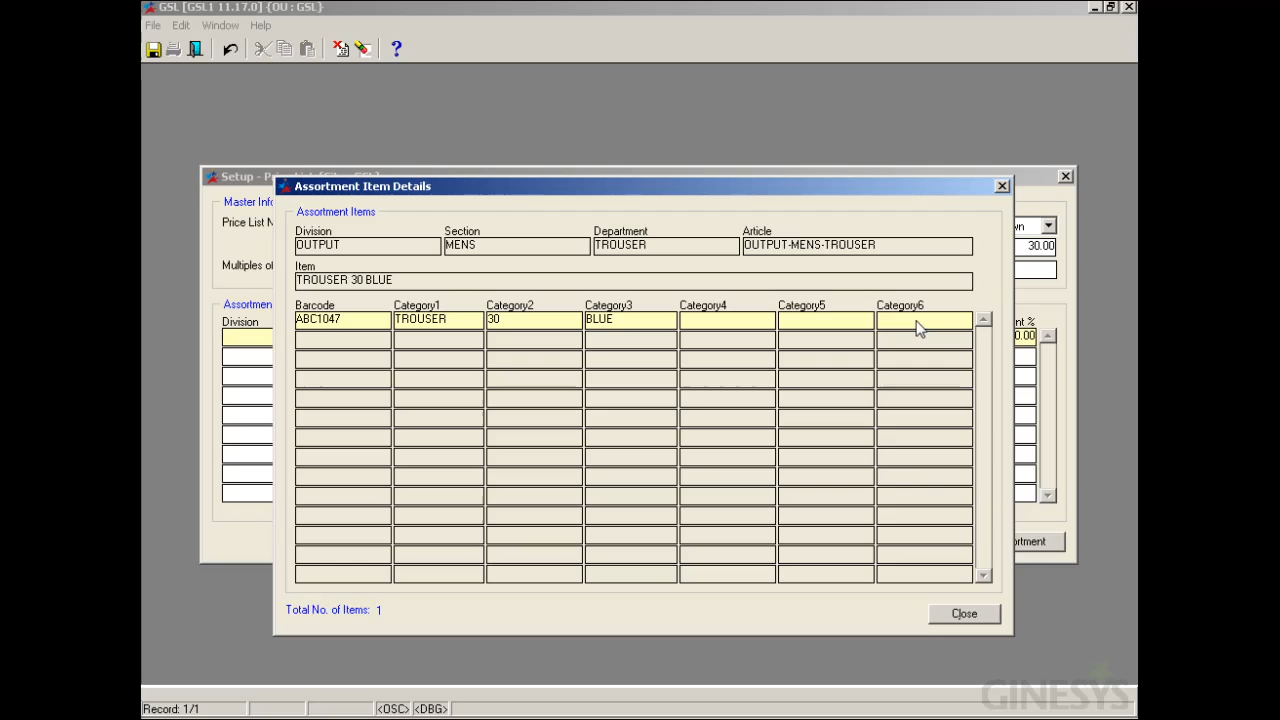 GSL [GSL1 11.17.0] {OU : GSL}
File Edit Window Help
Setup -
Assortment Item Details
Master Info
Assortment Items
Price List N
Division Section Department Article
OUTPUT MENS TROUSER OUTPUT-MENS-TROUSER
30.00
Multiples of
Item
TROUSER 30 BLUE
Assortmen
Barcode Category1 Category2 Category3 Category4 Category5 Category6
Division
nt %
ABC1047 TROUSER 30 BLUE
0.00
ortment
Total No. of Items: 1
Close
GINESYS
Record: 1/1 <OSC> <DBG>